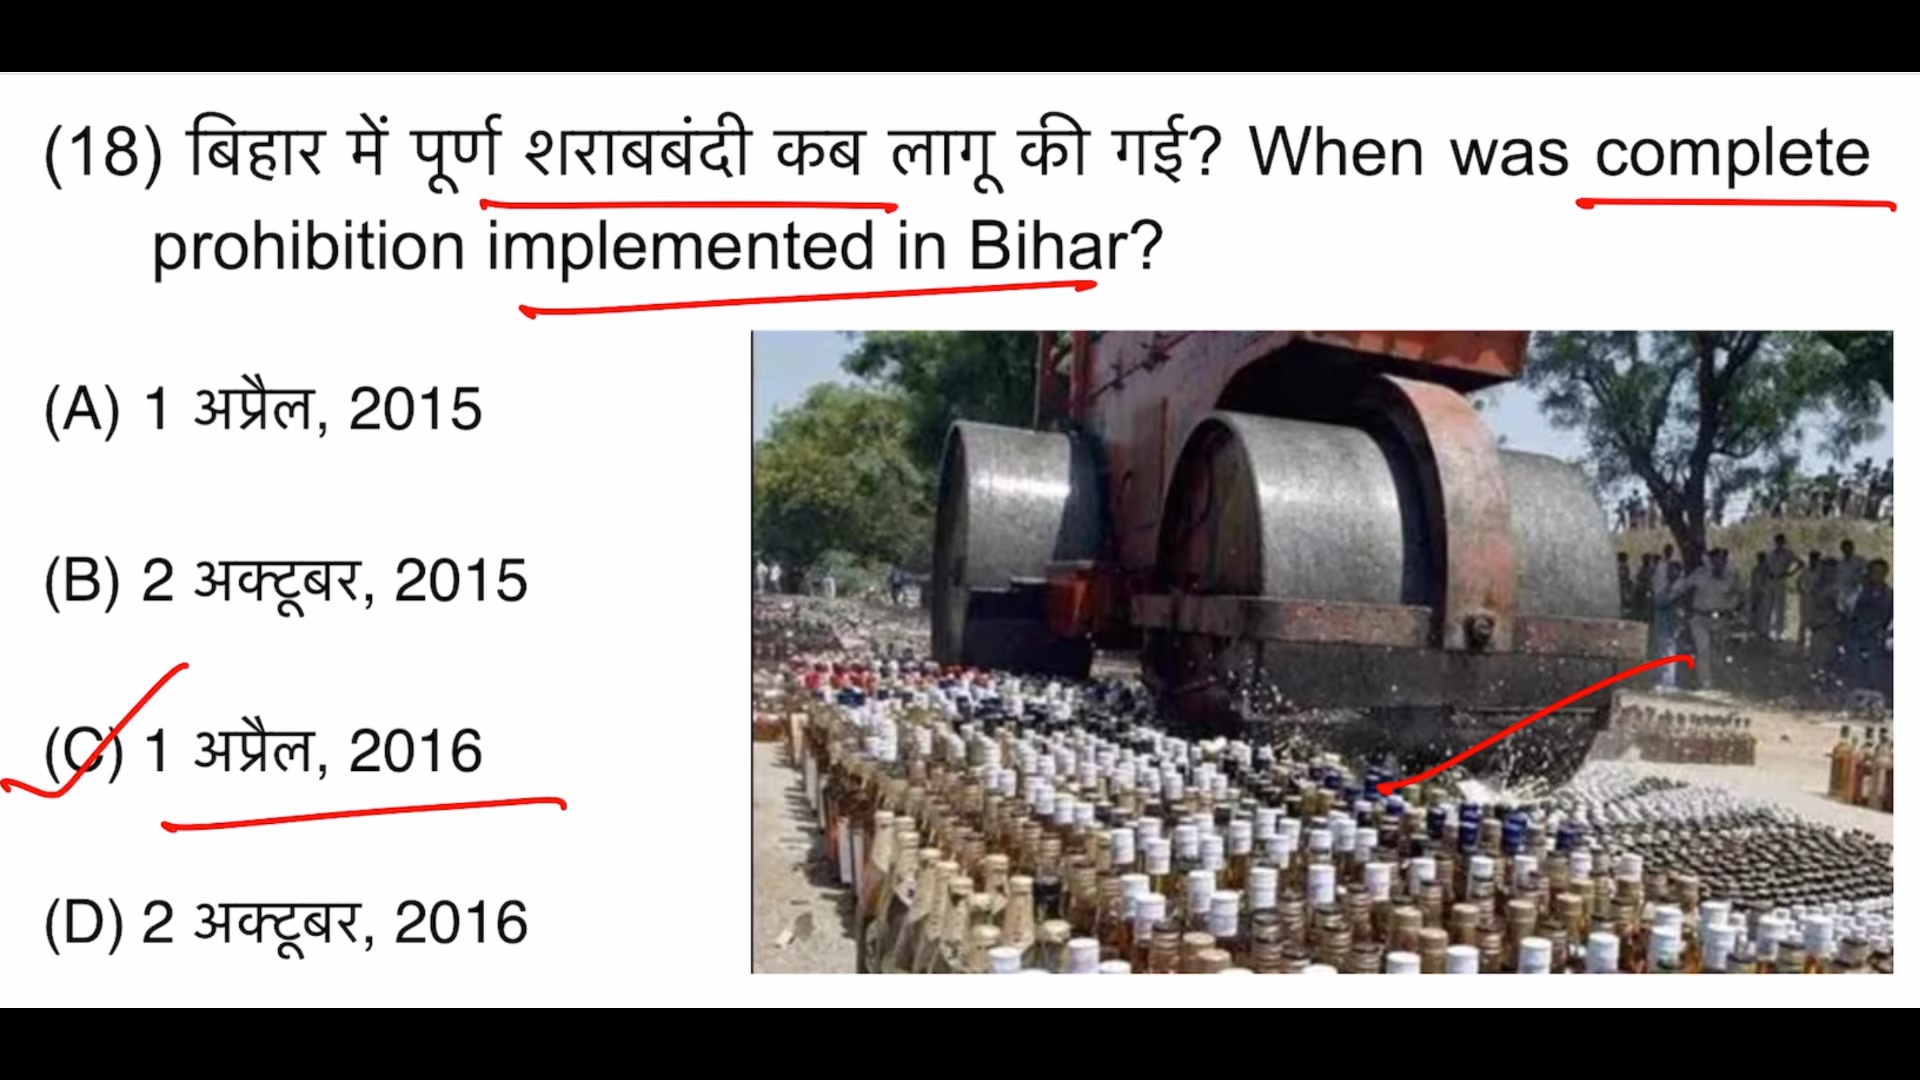 (18) बिहार में पूर्ण शराबबंदी कब लागू की गई? When was complete
prohibition implemented in Bihar?
(A) 1 अप्रैल, 2015
(B) 2 अक्टूबर, 2015
(C) 1 अप्रैल, 2016
(D) 2 अक्टूबर, 2016